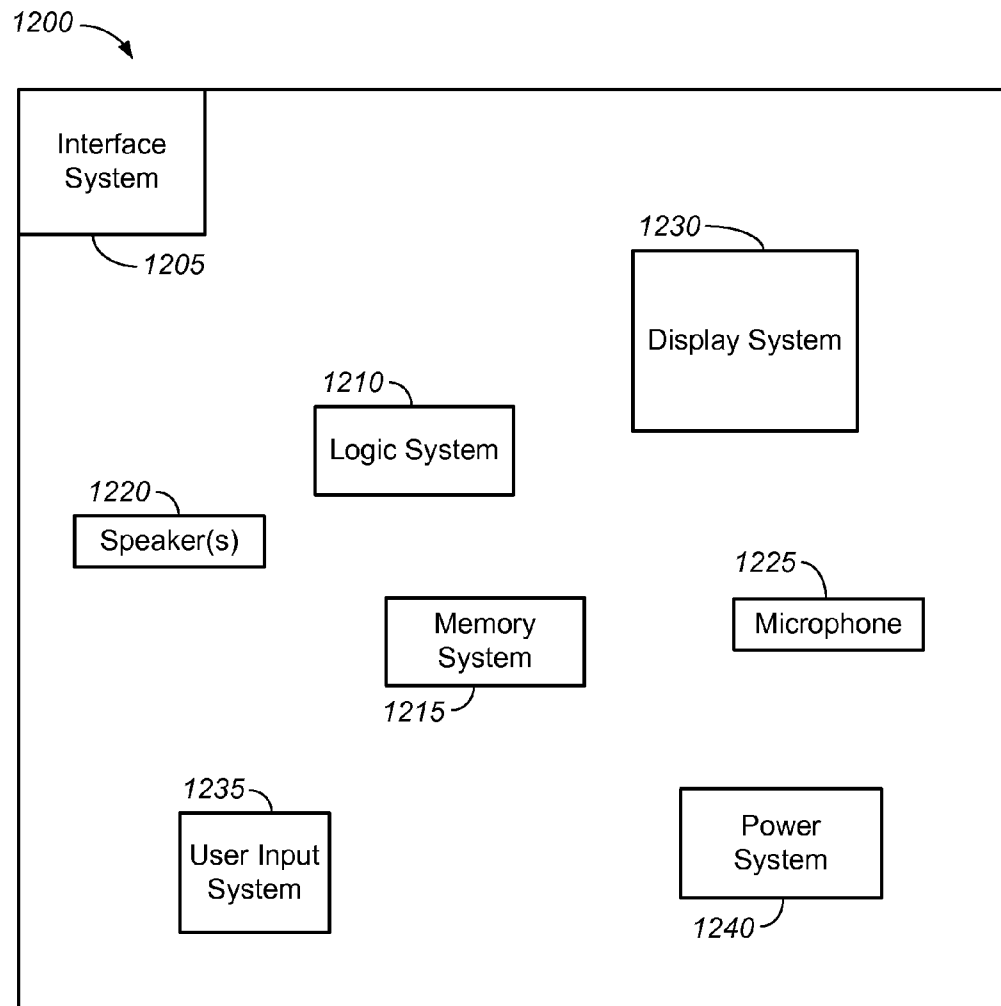 1200
Interface
System
1205
1230
Display System
1210
Logic System
1220
Speaker(s)
1225
Microphone
Memory
System
1215
1235
User Input
System
Power
System
1240